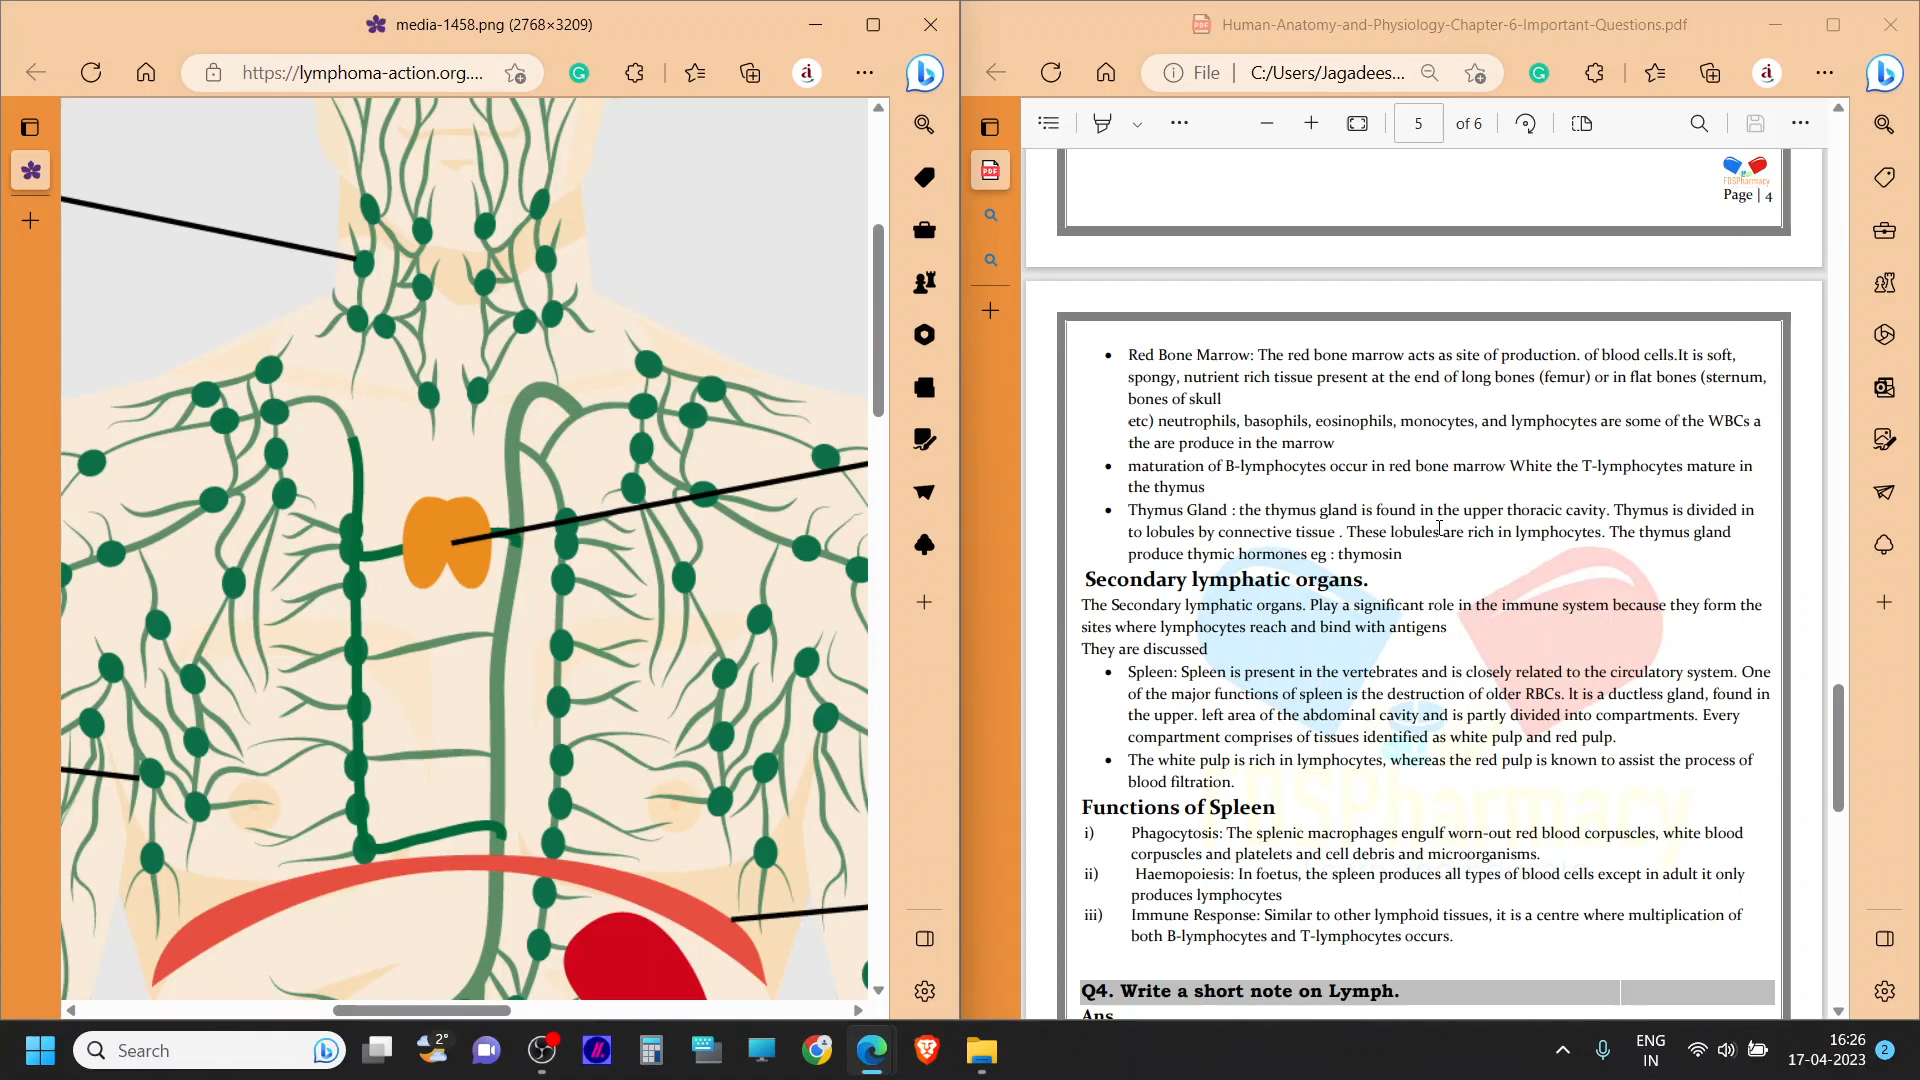 media-1458.png (2768×3209)
https://lymphoma-action.org....
Human-Anatomy-and-Physiology-Chapter-6-Important-Questions.pdf
File
C:/Users/Jagadees...
5 of 6
FDSPharmacy
Page | 4
• Red Bone Marrow: The red bone marrow acts as site of production. of blood cells.It is soft,
spongy, nutrient rich tissue present at the end of long bones (femur) or in flat bones (sternum,
bones of skull
etc) neutrophils, basophils, eosinophils, monocytes, and lymphocytes are some of the WBCs a
the are produce in the marrow
• maturation of B-lymphocytes occur in red bone marrow White the T-lymphocytes mature in
the thymus
• Thymus Gland : the thymus gland is found in the upper thoracic cavity. Thymus is divided in
to lobules by connective tissue . These lobules are rich in lymphocytes. The thymus gland
produce thymic hormones eg : thymosin
Secondary lymphatic organs.
The Secondary lymphatic organs. Play a significant role in the immune system because they form the
sites where lymphocytes reach and bind with antigens
They are discussed
• Spleen: Spleen is present in the vertebrates and is closely related to the circulatory system. One
of the major functions of spleen is the destruction of older RBCs. It is a ductless gland, found in
the upper. left area of the abdominal cavity and is partly divided into compartments. Every
compartment comprises of tissues identified as white pulp and red pulp.
• The white pulp is rich in lymphocytes, whereas the red pulp is known to assist the process of
blood filtration.
Functions of Spleen
i) Phagocytosis: The splenic macrophages engulf worn-out red blood corpuscles, white blood
corpuscles and platelets and cell debris and microorganisms.
ii) Haemopoiesis: In foetus, the spleen produces all types of blood cells except in adult it only
produces lymphocytes
iii) Immune Response: Similar to other lymphoid tissues, it is a centre where multiplication of
both B-lymphocytes and T-lymphocytes occurs.
FDSPharmacy
Q4. Write a short note on Lymph.
Ans
Search
2°
ENG
IN
16:26
17-04-2023
2